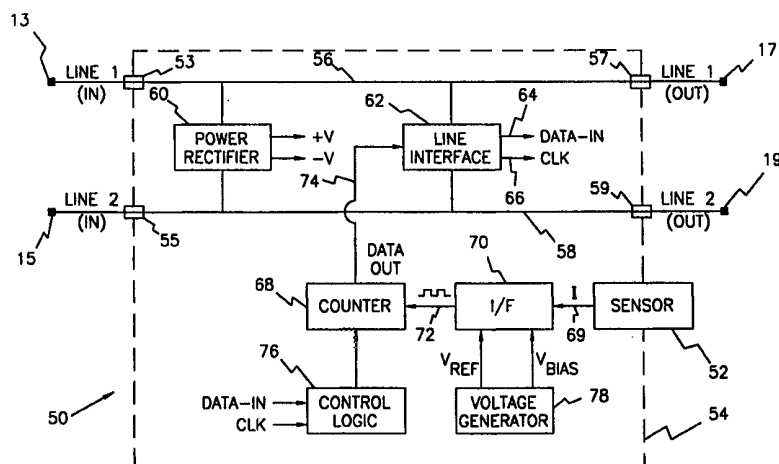 13
LINE 1
(IN)
53
56
57
LINE 1
(OUT)
17
60
POWER
RECTIFIER
+V
-V
62
LINE
INTERFACE
64
DATA-IN
CLK
66
74
LINE 2
(IN)
15
55
58
59
LINE 2
(OUT)
19
DATA
OUT
68
COUNTER
72
70
I/F
I
69
SENSOR
52
76
CONTROL
LOGIC
DATA-IN
CLK
VREF
VBIAS
VOLTAGE
GENERATOR
78
50
54